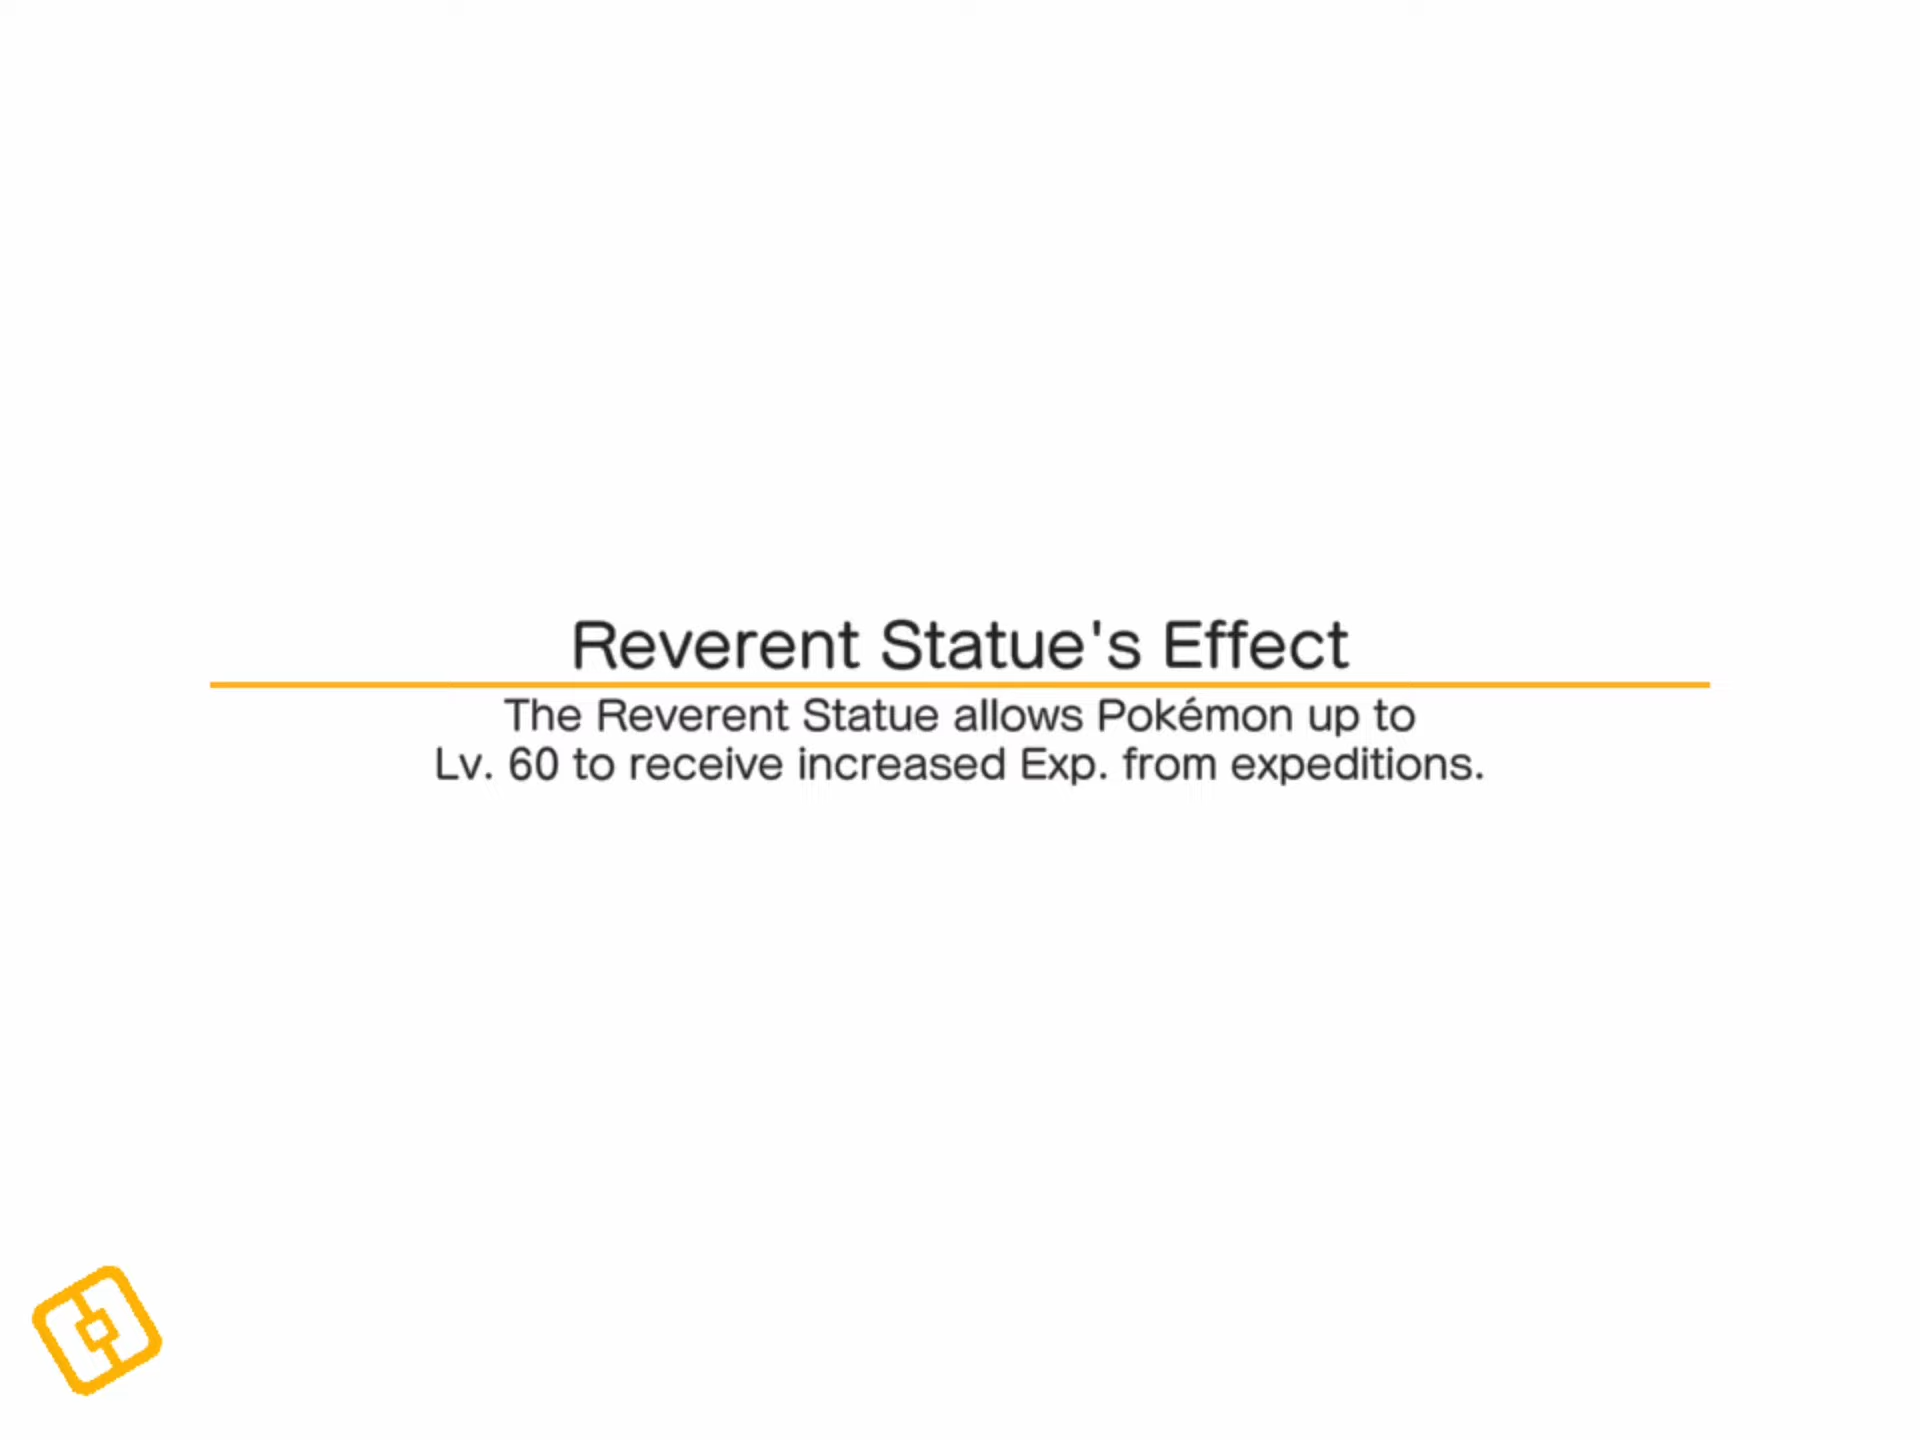 Reverent Statue's Effect
The Reverent Statue allows Pokémon up to
Lv. 60 to receive increased Exp. from expeditions.